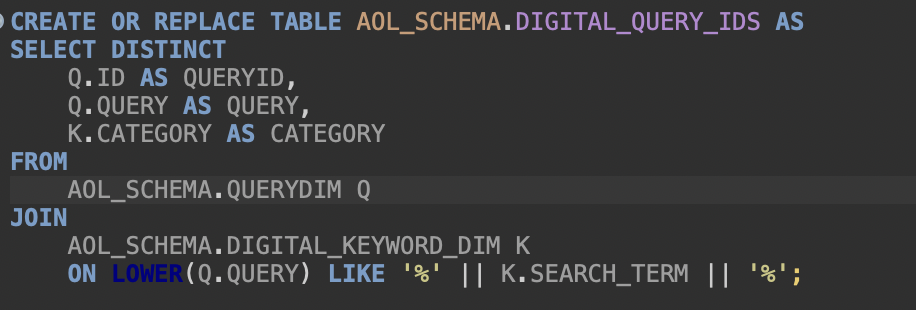 CREATE OR REPLACE TABLE AOL_SCHEMA.DIGITAL_QUERY_IDS AS
SELECT DISTINCT
    Q.ID AS QUERYID,
    Q.QUERY AS QUERY,
    K.CATEGORY AS CATEGORY
FROM
    AOL_SCHEMA.QUERYDIM Q
JOIN
    AOL_SCHEMA.DIGITAL_KEYWORD_DIM K
    ON LOWER(Q.QUERY) LIKE '%' || K.SEARCH_TERM || '%';